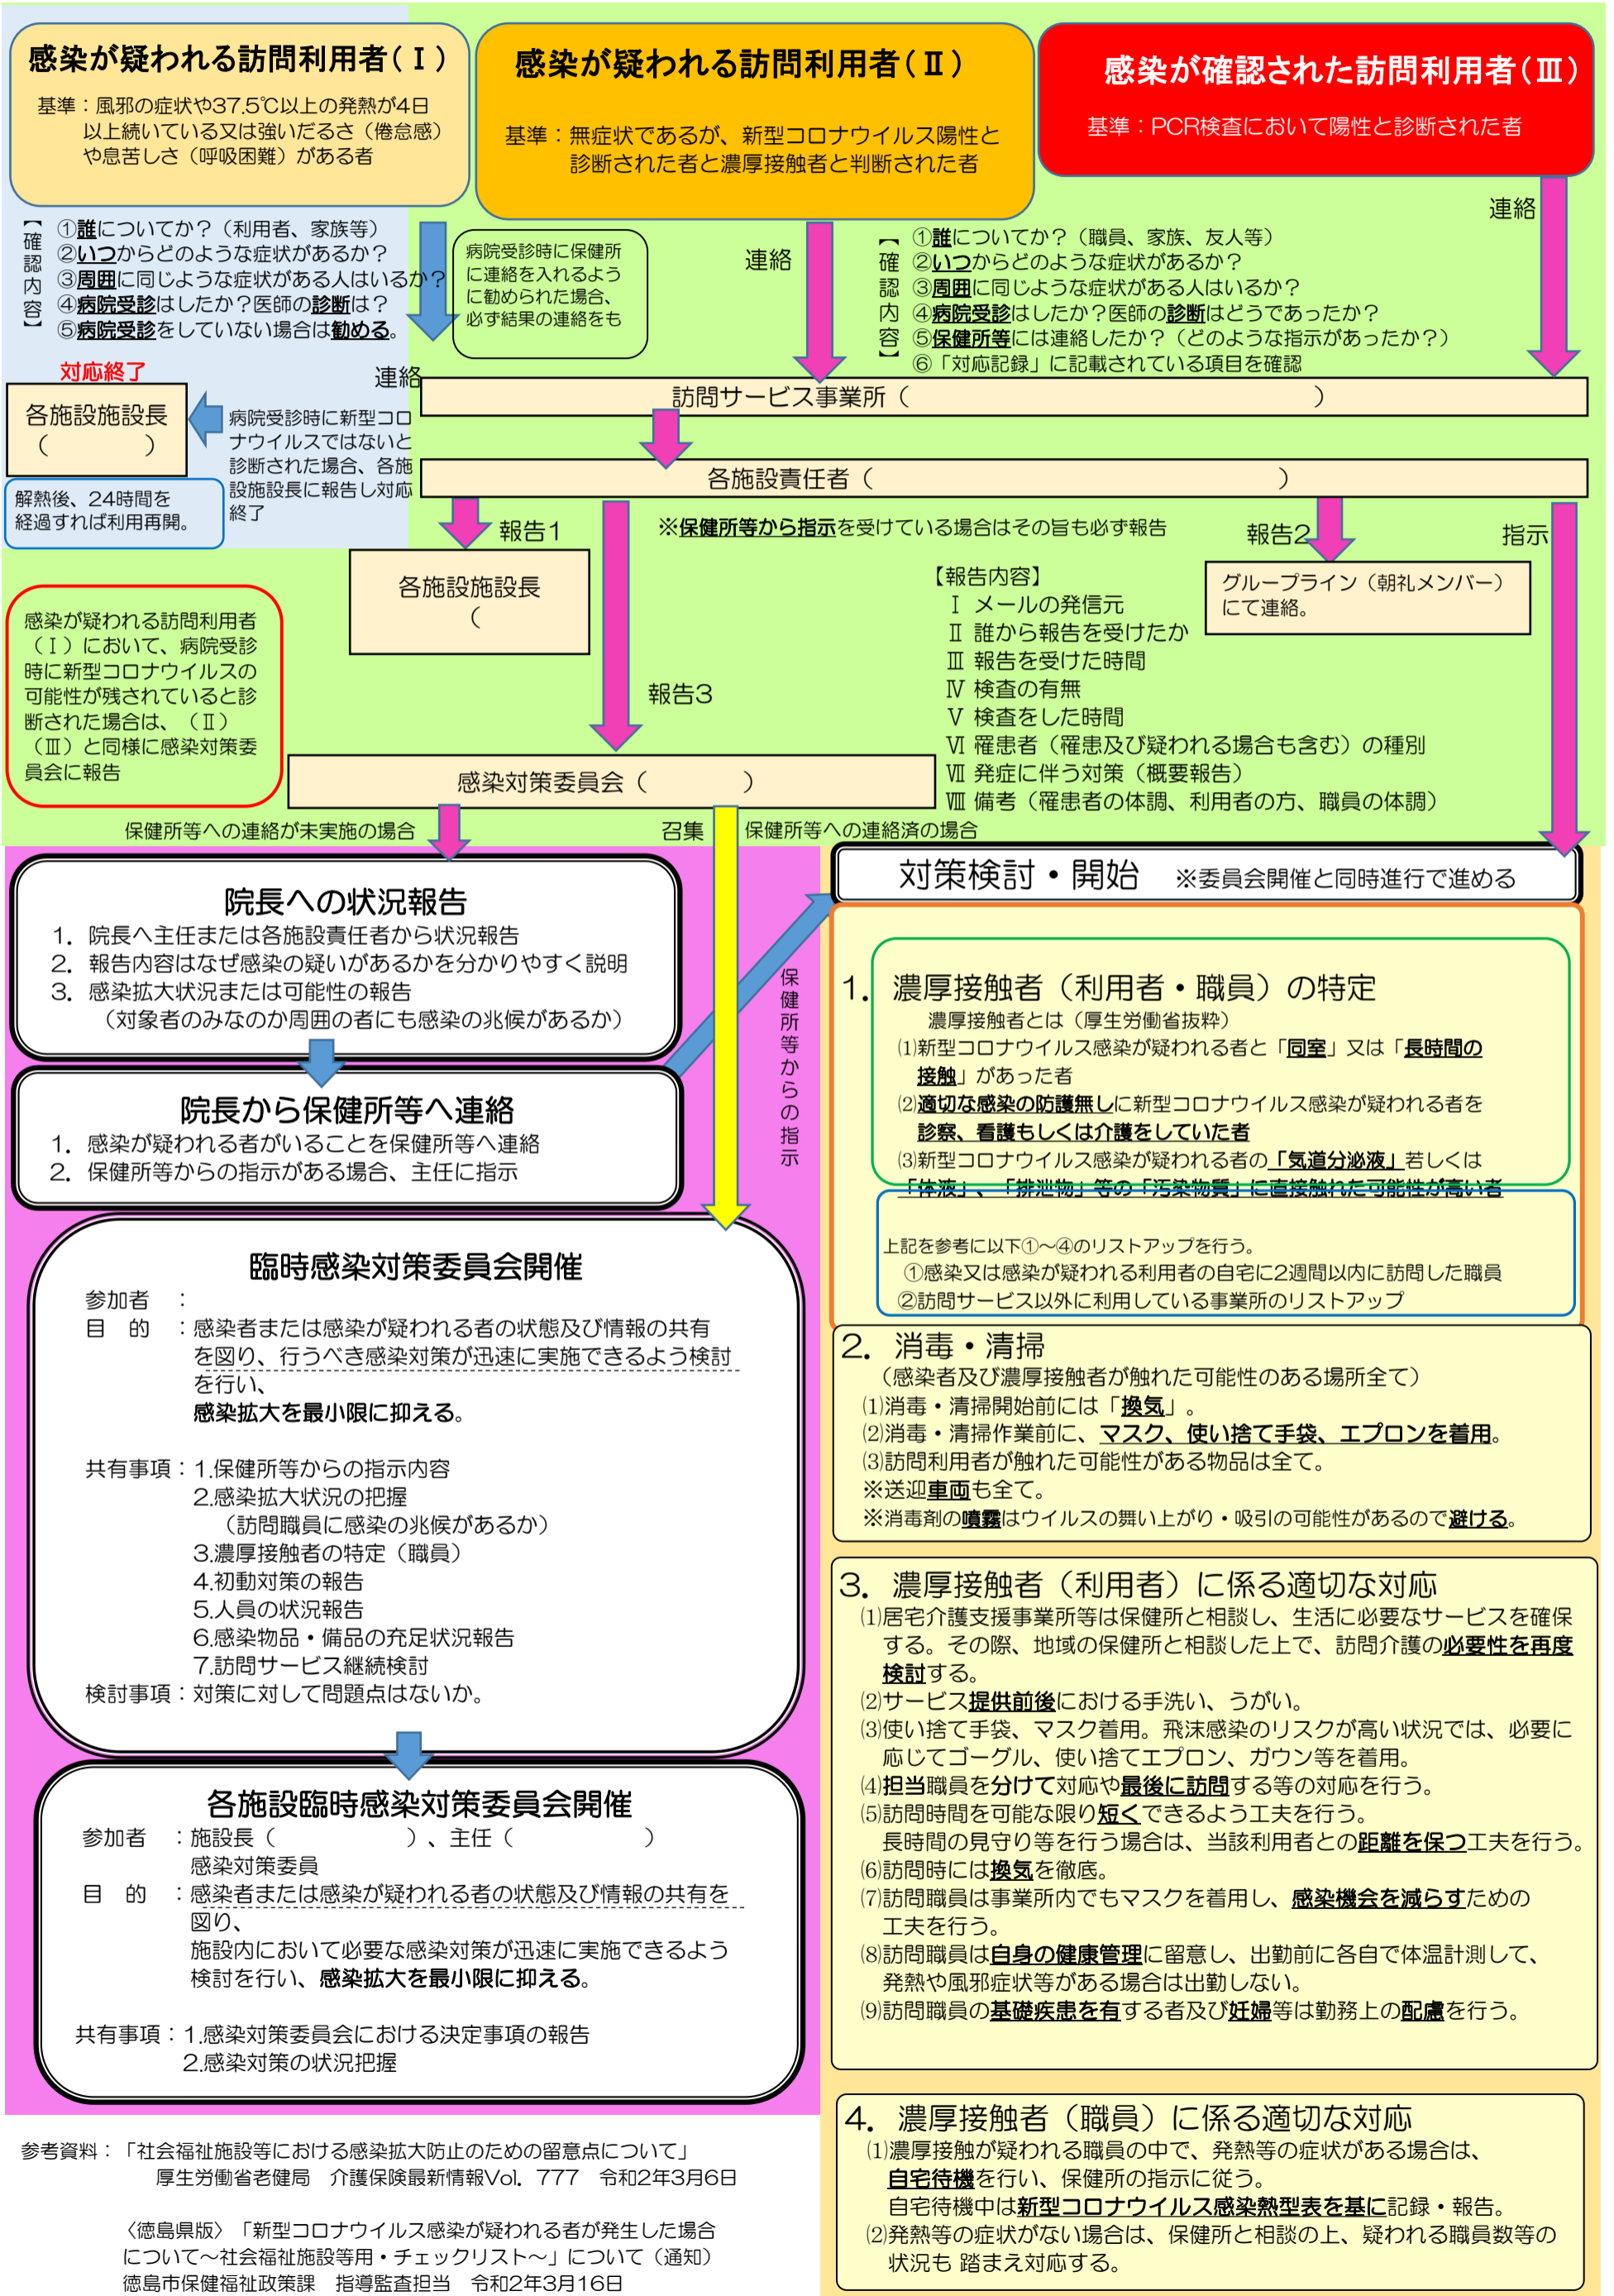 感染が疑われる訪問利用者（Ⅰ）
基準：風邪の症状や37.5℃以上の発熱が4日
以上続いている又は強いだるさ（倦怠感）
や息苦しさ（呼吸困難）がある者
感染が疑われる訪問利用者（Ⅱ）
基準：無症状であるが、新型コロナウイルス陽性と
診断された者と濃厚接触者と判断された者
感染が確認された訪問利用者（Ⅲ）
基準：PCR検査において陽性と診断された者
【確認内容】
①誰についてか？（利用者、家族等）
②いつからどのような症状があるか？
③周囲に同じような症状がある人はいるか？
④病院受診はしたか？医師の診断は？
⑤病院受診をしていない場合は勧める。
病院受診時に保健所
に連絡を入れるよう
に勧められた場合、
必ず結果の連絡をも
連絡
【確認内容】
①誰についてか？（職員、家族、友人等）
②いつからどのような症状があるか？
③周囲に同じような症状がある人はいるか？
④病院受診はしたか？医師の診断はどうであったか？
⑤保健所等には連絡したか？（どのような指示があったか？）
⑥「対応記録」に記載されている項目を確認
連絡
対応終了
連絡
各施設施設長
（　　　　）
病院受診時に新型コロ
ナウイルスではないと
診断された場合、各施
設施設長に報告し対応
終了
解熱後、24時間を
経過すれば利用再開。
訪問サービス事業所（　　　　　　　　　　　　　　　　　）
各施設責任者（　　　　　　　　　　　　　　　　　）
報告1
※保健所等から指示を受けている場合はその旨も必ず報告
報告2
指示
各施設施設長
（
グループライン（朝礼メンバー）
にて連絡。
【報告内容】
Ⅰ メールの発信元
Ⅱ 誰から報告を受けたか
Ⅲ 報告を受けた時間
Ⅳ 検査の有無
Ⅴ 検査をした時間
Ⅵ 罹患者（罹患及び疑われる場合も含む）の種別
Ⅶ 発症に伴う対策（概要報告）
Ⅷ 備考（罹患者の体調、利用者の方、職員の体調）
感染が疑われる訪問利用者
（Ⅰ）において、病院受診
時に新型コロナウイルスの
可能性が残されていると診
断された場合は、（Ⅱ）
（Ⅲ）と同様に感染対策委
員会に報告
報告3
感染対策委員会（　　　　）
保健所等への連絡が未実施の場合
召集
保健所等への連絡済の場合
院長への状況報告
1．院長へ主任または各施設責任者から状況報告
2．報告内容はなぜ感染の疑いがあるかを分かりやすく説明
3．感染拡大状況または可能性の報告
（対象者のみなのか周囲の者にも感染の兆候があるか）
院長から保健所等へ連絡
1．感染が疑われる者がいることを保健所等へ連絡
2．保健所等からの指示がある場合、主任に指示
保健所等からの指示
臨時感染対策委員会開催
参加者　：
目　的　：感染者または感染が疑われる者の状態及び情報の共有
を図り、行うべき感染対策が迅速に実施できるよう検討
を行い、
感染拡大を最小限に抑える。
共有事項：1.保健所等からの指示内容
2.感染拡大状況の把握
（訪問職員に感染の兆候があるか）
3.濃厚接触者の特定（職員）
4.初動対策の報告
5.人員の状況報告
6.感染物品・備品の充足状況報告
7.訪問サービス継続検討
検討事項：対策に対して問題点はないか。
各施設臨時感染対策委員会開催
参加者　：施設長（　　　　　　）、主任（　　　　　　）
感染対策委員
目　的　：感染者または感染が疑われる者の状態及び情報の共有を
図り、
施設内において必要な感染対策が迅速に実施できるよう
検討を行い、感染拡大を最小限に抑える。
共有事項：1.感染対策委員会における決定事項の報告
2.感染対策の状況把握
参考資料：「社会福祉施設等における感染拡大防止のための留意点について」
厚生労働省老健局　介護保険最新情報Vol．777　令和2年3月6日
〈徳島県版〉「新型コロナウイルス感染が疑われる者が発生した場合
について～社会福祉施設等用・チェックリスト～」について（通知）
徳島市保健福祉政策課　指導監査担当　令和2年3月16日
対策検討・開始　※委員会開催と同時進行で進める
1．濃厚接触者（利用者・職員）の特定
濃厚接触者とは（厚生労働省抜粋）
⑴新型コロナウイルス感染が疑われる者と「同室」又は「長時間の
接触」があった者
⑵適切な感染の防護無しに新型コロナウイルス感染が疑われる者を
診察、看護もしくは介護をしていた者
⑶新型コロナウイルス感染が疑われる者の「気道分泌液」若しくは
「体液」、「排泄物」等の「汚染物質」に直接触れた可能性が高い者
上記を参考に以下①～④のリストアップを行う。
①感染又は感染が疑われる利用者の自宅に2週間以内に訪問した職員
②訪問サービス以外に利用している事業所のリストアップ
2．消毒・清掃
（感染者及び濃厚接触者が触れた可能性のある場所全て）
⑴消毒・清掃開始前には「換気」。
⑵消毒・清掃作業前に、マスク、使い捨て手袋、エプロンを着用。
⑶訪問利用者が触れた可能性がある物品は全て。
※送迎車両も全て。
※消毒剤の噴霧はウイルスの舞い上がり・吸引の可能性があるので避ける。
3．濃厚接触者（利用者）に係る適切な対応
⑴居宅介護支援事業所等は保健所と相談し、生活に必要なサービスを確保
する。その際、地域の保健所と相談した上で、訪問介護の必要性を再度
検討する。
⑵サービス提供前後における手洗い、うがい。
⑶使い捨て手袋、マスク着用。飛沫感染のリスクが高い状況では、必要に
応じてゴーグル、使い捨てエプロン、ガウン等を着用。
⑷担当職員を分けて対応や最後に訪問する等の対応を行う。
⑸訪問時間を可能な限り短くできるよう工夫を行う。
長時間の見守り等を行う場合は、当該利用者との距離を保つ工夫を行う。
⑹訪問時には換気を徹底。
⑺訪問職員は事業所内でもマスクを着用し、感染機会を減らすための
工夫を行う。
⑻訪問職員は自身の健康管理に留意し、出勤前に各自で体温計測して、
発熱や風邪症状等がある場合は出勤しない。
⑼訪問職員の基礎疾患を有する者及び妊婦等は勤務上の配慮を行う。
4．濃厚接触者（職員）に係る適切な対応
⑴濃厚接触が疑われる職員の中で、発熱等の症状がある場合は、
自宅待機を行い、保健所の指示に従う。
自宅待機中は新型コロナウイルス感染熱型表を基に記録・報告。
⑵発熱等の症状がない場合は、保健所と相談の上、疑われる職員数等の
状況も 踏まえ対応する。